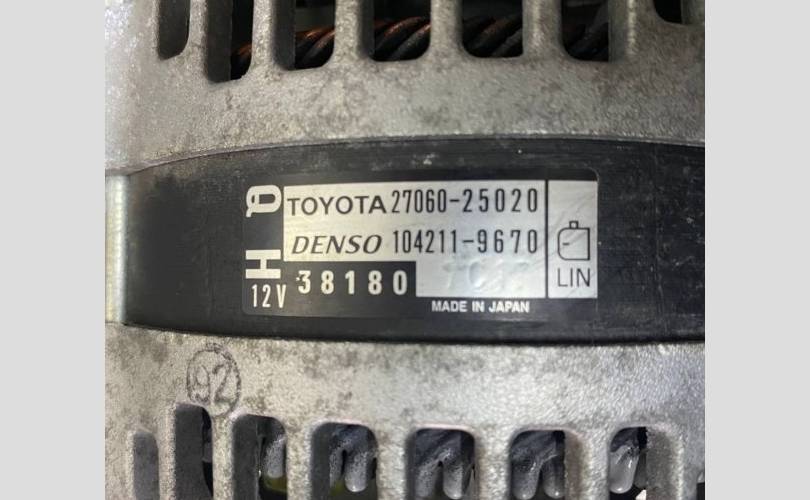 TOYOTA 27060-25020
DENSO 104211-9670
12V 38180
LIN
MADE IN JAPAN
92